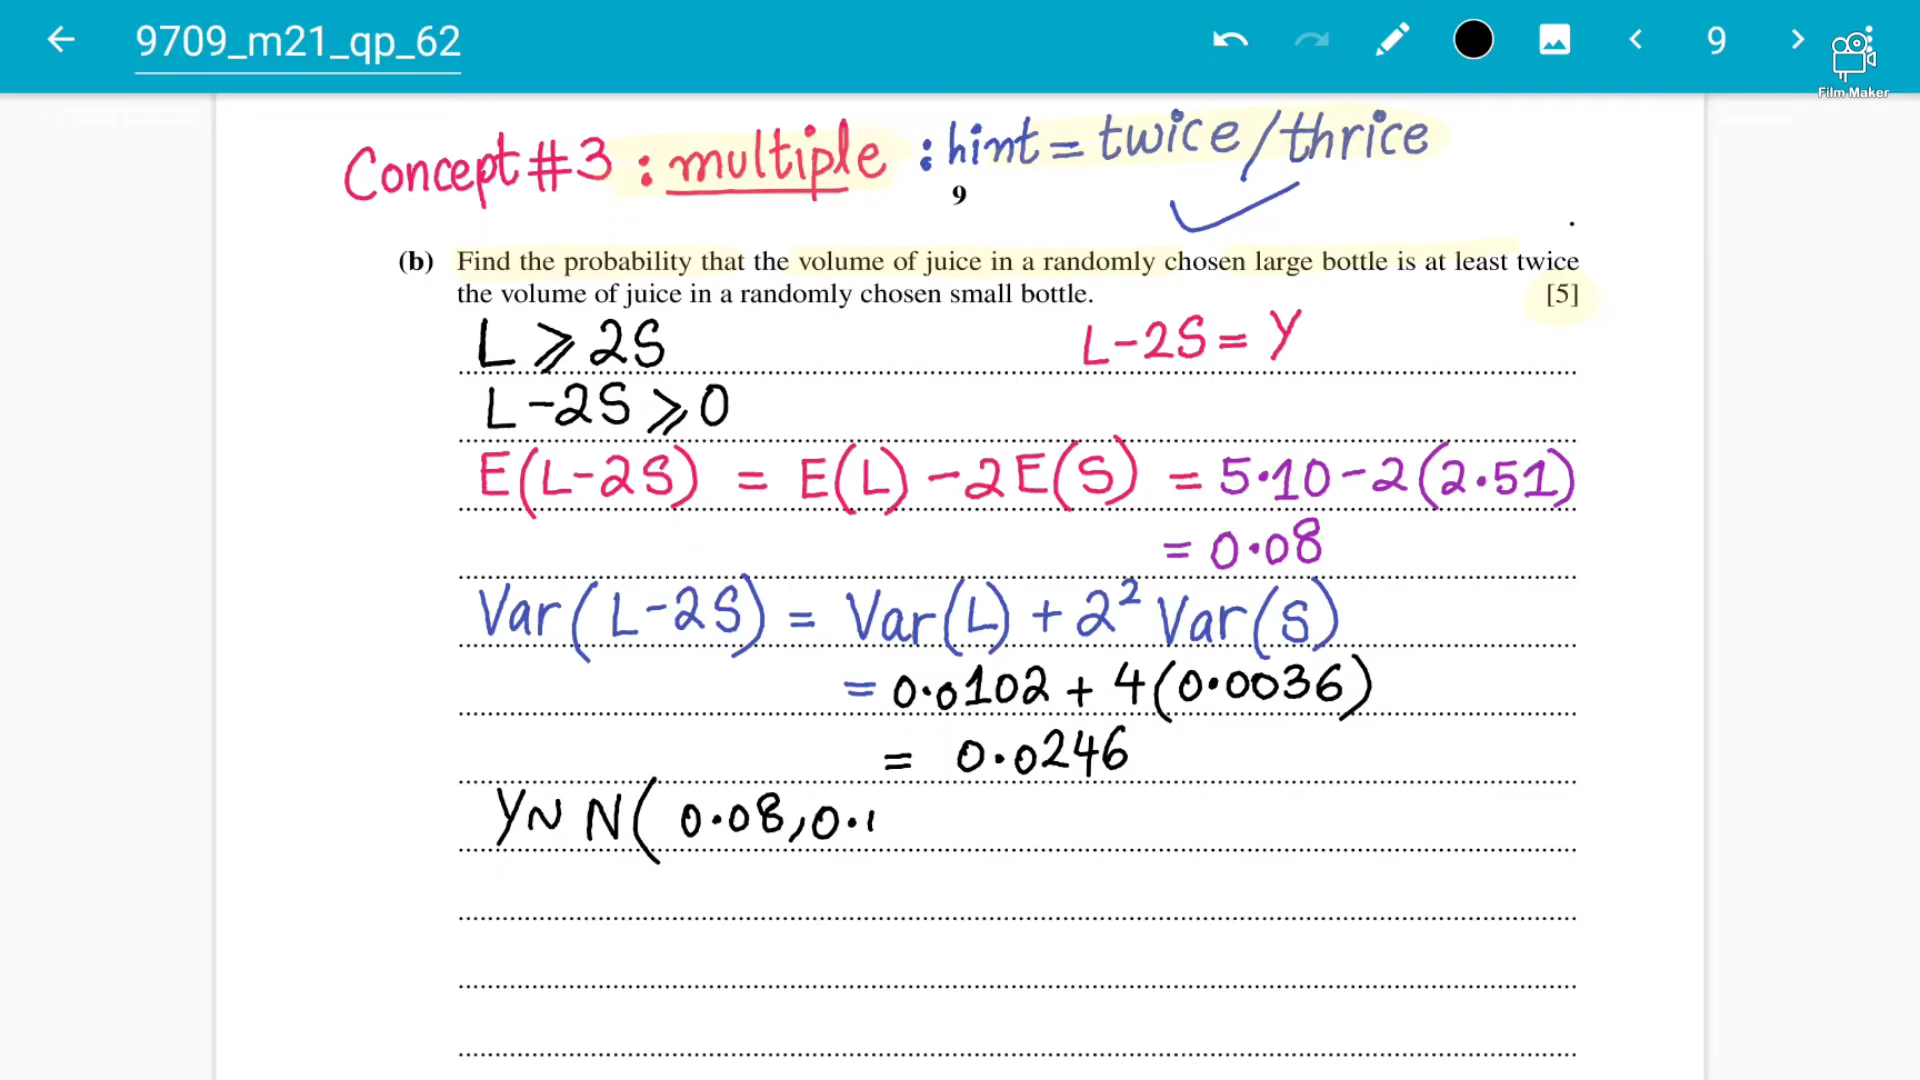 9709_m21_qp_62
9
Film Maker
Concept #3 : multiple : hint = twice/thrice
9
(b) Find the probability that the volume of juice in a randomly chosen large bottle is at least twice
the volume of juice in a randomly chosen small bottle. [5]
L ⩾ 2S L-2S = Y
L-2S ⩾ 0
E(L-2S) = E(L) - 2E(S) = 5·10 - 2(2·51)
= 0·08
Var(L-2S) = Var(L) + 2² Var(S)
= 0·0102 + 4(0·0036)
= 0·0246
Y~ N( 0·08,0·